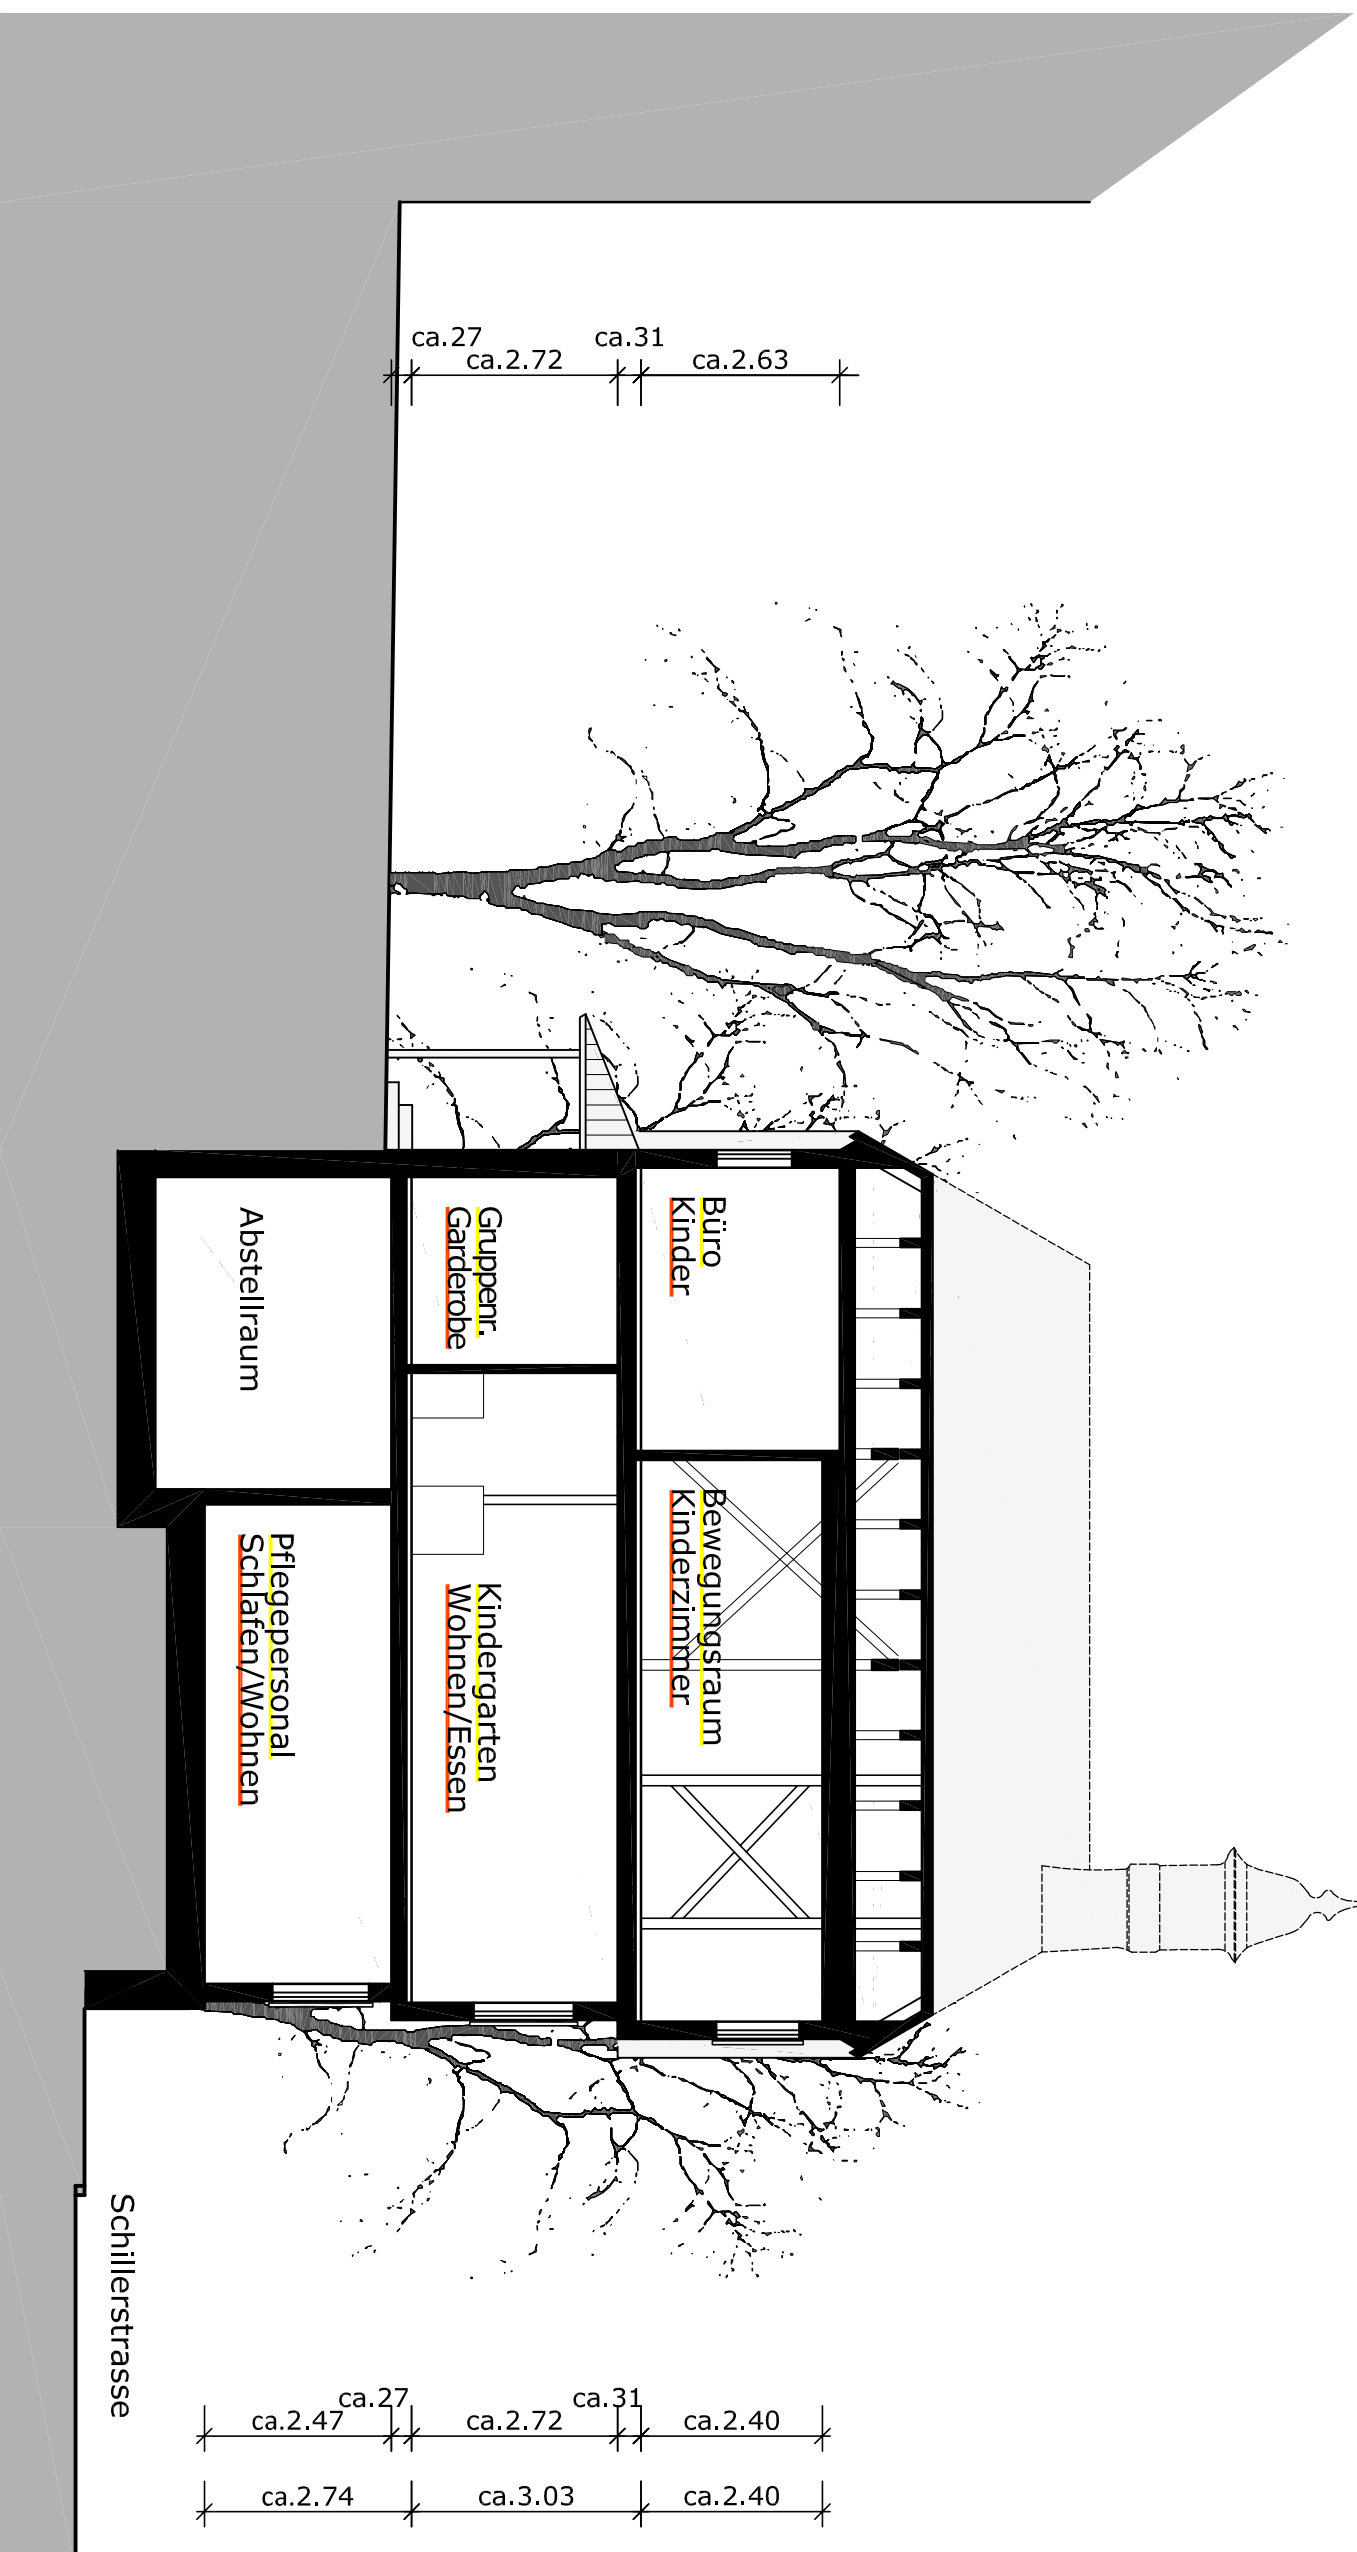 ca.27
ca.31
ca.2.72
ca.2.63
Büro
Kinder
Gruppenr.
Garderobe
Abstellraum
Bewegungsraum
Kinderzimmer
Kindergarten
Wohnen/Essen
Pflegepersonal
Schlafen/Wohnen
Schillerstrasse
ca.27
ca.31
ca.2.47
ca.2.72
ca.2.40
ca.2.74
ca.3.03
ca.2.40